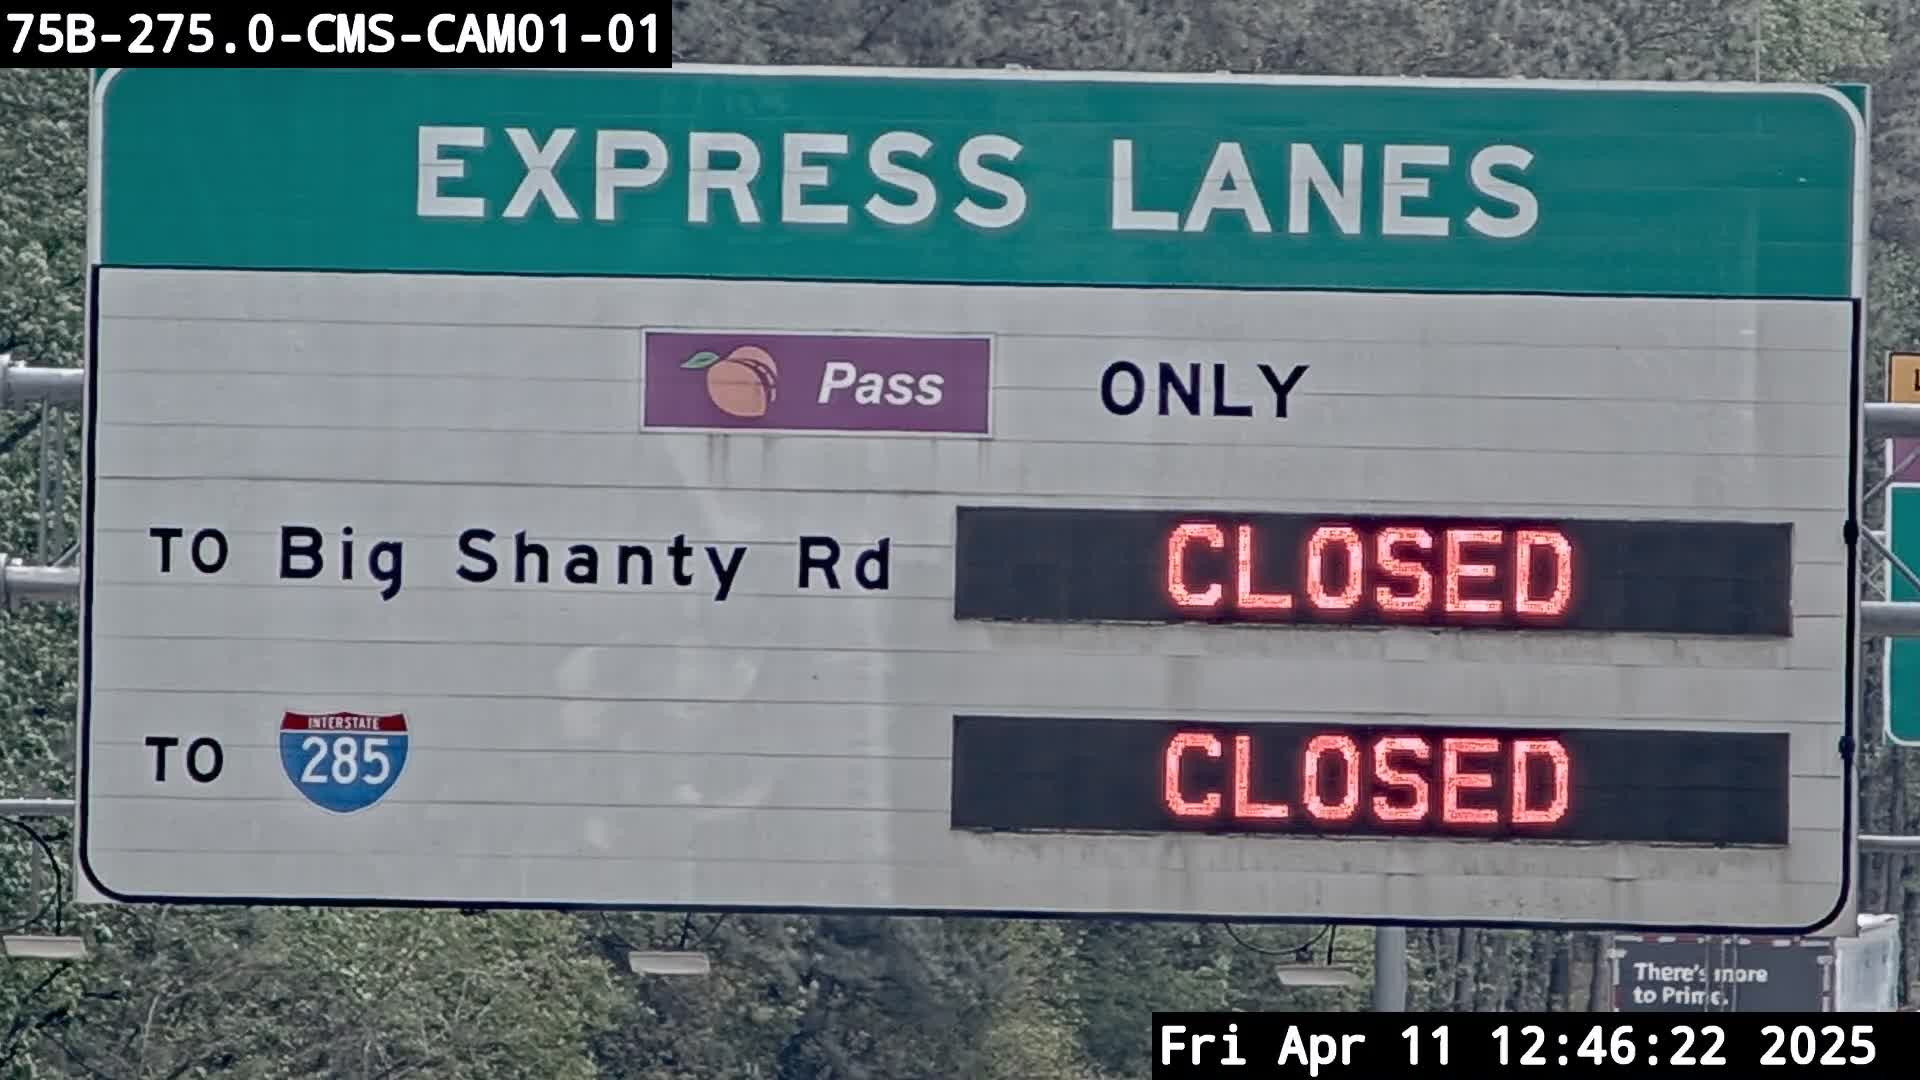 75B-275.0-CMS-CAM01-01
EXPRESS LANES
Pass ONLY
TO Big Shanty Rd CLOSED
TO INTERSTATE 285 CLOSED
There's more
to Prime.
Fri Apr 11 12:46:22 2025